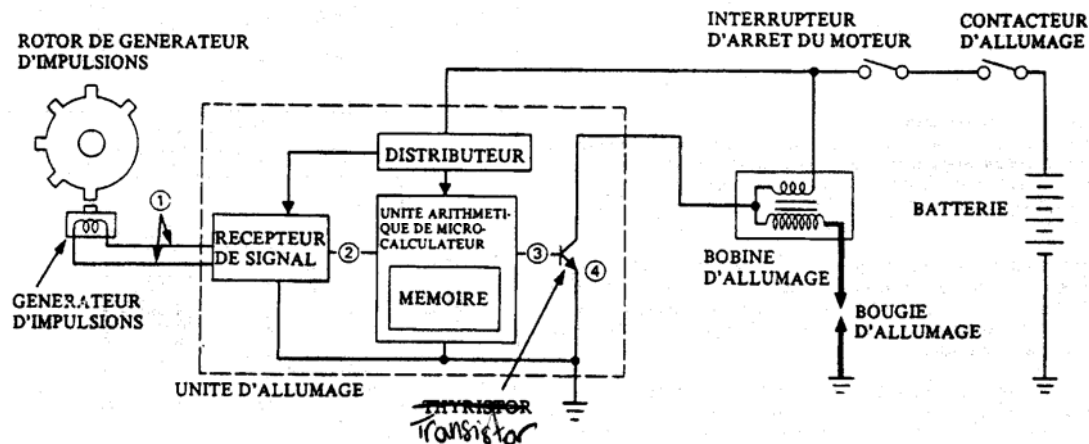 INTERRUPTEUR
D'ARRET DU MOTEUR
CONTACTEUR
D'ALLUMAGE
ROTOR DE GENERATEUR
D'IMPULSIONS
DISTRIBUTEUR
①
UNITÉ ARITHMETI-
QUE DE MICRO-
CALCULATEUR
RECEPTEUR
DE SIGNAL
②
③
④
MEMOIRE
BATTERIE
BOBINE
D'ALLUMAGE
GENERATEUR
D'IMPULSIONS
BOUGIE
D'ALLUMAGE
UNITE D'ALLUMAGE
THYRISTOR
Transistor